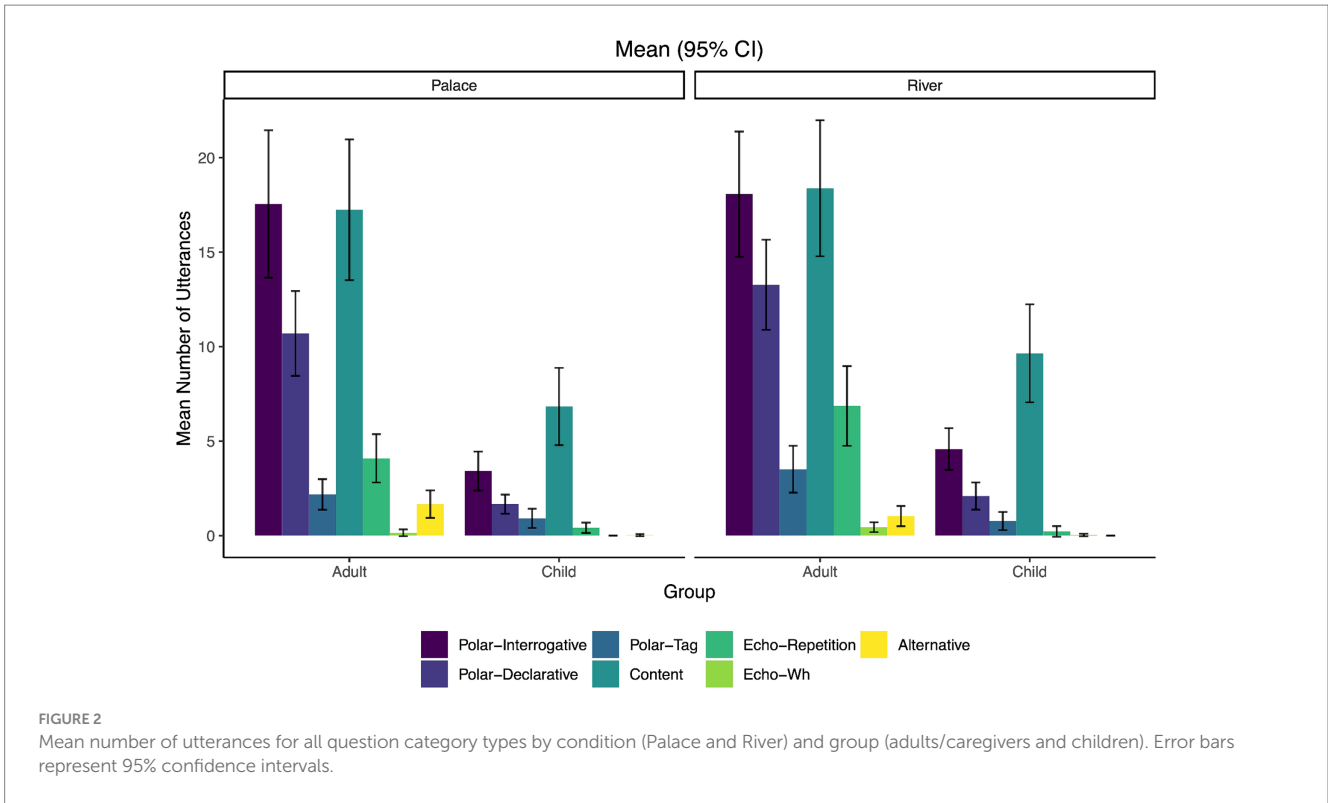 Mean (95% CI)
Palace
River
Mean Number of Utterances
20
15
10
5
0
Adult
Child
Adult
Child
Group
Polar−Interrogative
Polar−Tag
Echo−Repetition
Alternative
Polar−Declarative
Content
Echo−Wh
FIGURE 2
Mean number of utterances for all question category types by condition (Palace and River) and group (adults/caregivers and children). Error bars
represent 95% confidence intervals.